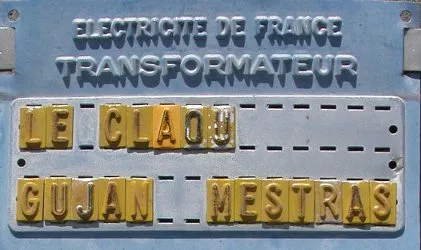 ELECTRICITE DE FRANCE
TRANSFORMATEUR
LE CLAOU
GUJAN MESTRAS